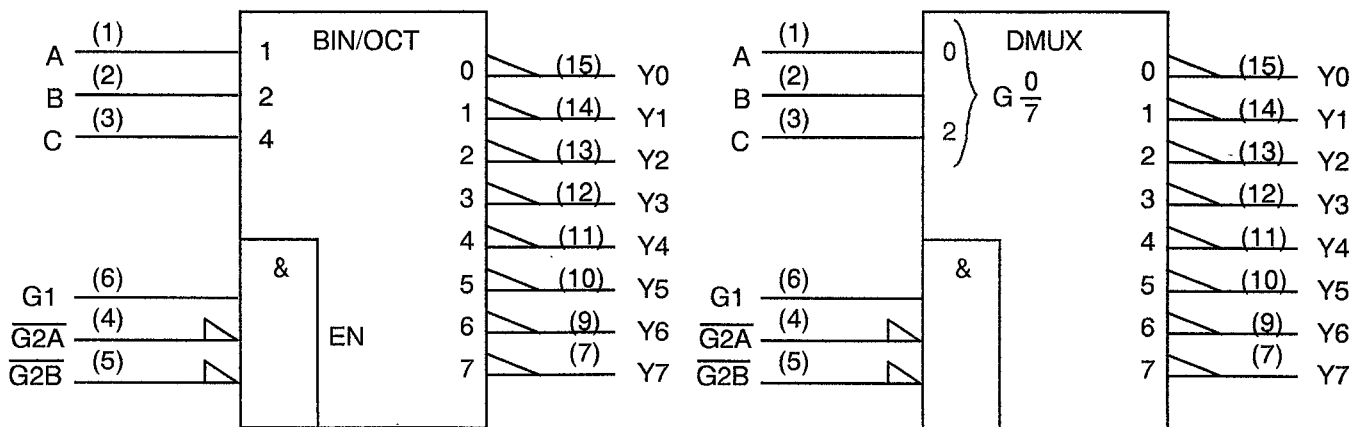 BIN/OCT
A (1) 1
B (2) 2
C (3) 4
0 (15) Y0
1 (14) Y1
2 (13) Y2
3 (12) Y3
4 (11) Y4
5 (10) Y5
6 (9) Y6
7 (7) Y7
&
G1 (6)
G2A (4)
G2B (5)
EN
DMUX
A (1) 0
B (2)
C (3) 2
G 0/7
0 (15) Y0
1 (14) Y1
2 (13) Y2
3 (12) Y3
4 (11) Y4
5 (10) Y5
6 (9) Y6
7 (7) Y7
&
G1 (6)
G2A (4)
G2B (5)